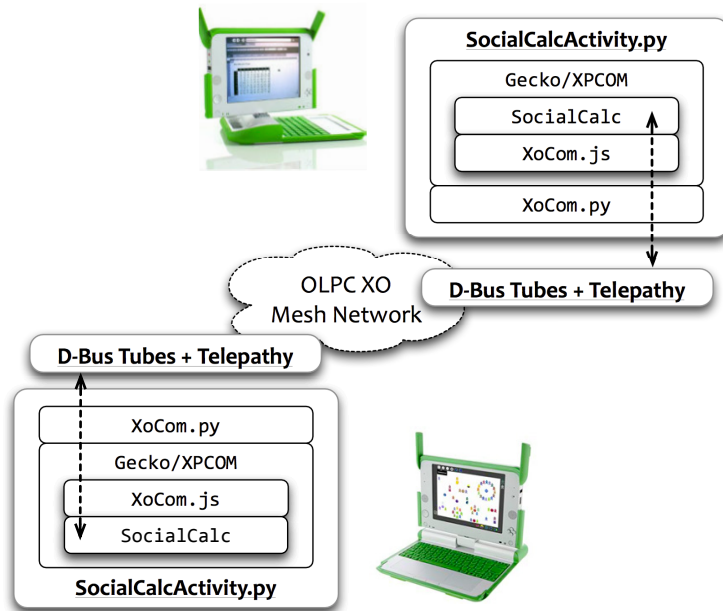 SocialCalcActivity.py
Gecko/XPCOM
SocialCalc
XoCom.js
XoCom.py
OLPC XO
Mesh Network
D-Bus Tubes + Telepathy
D-Bus Tubes + Telepathy
XoCom.py
Gecko/XPCOM
XoCom.js
SocialCalc
SocialCalcActivity.py